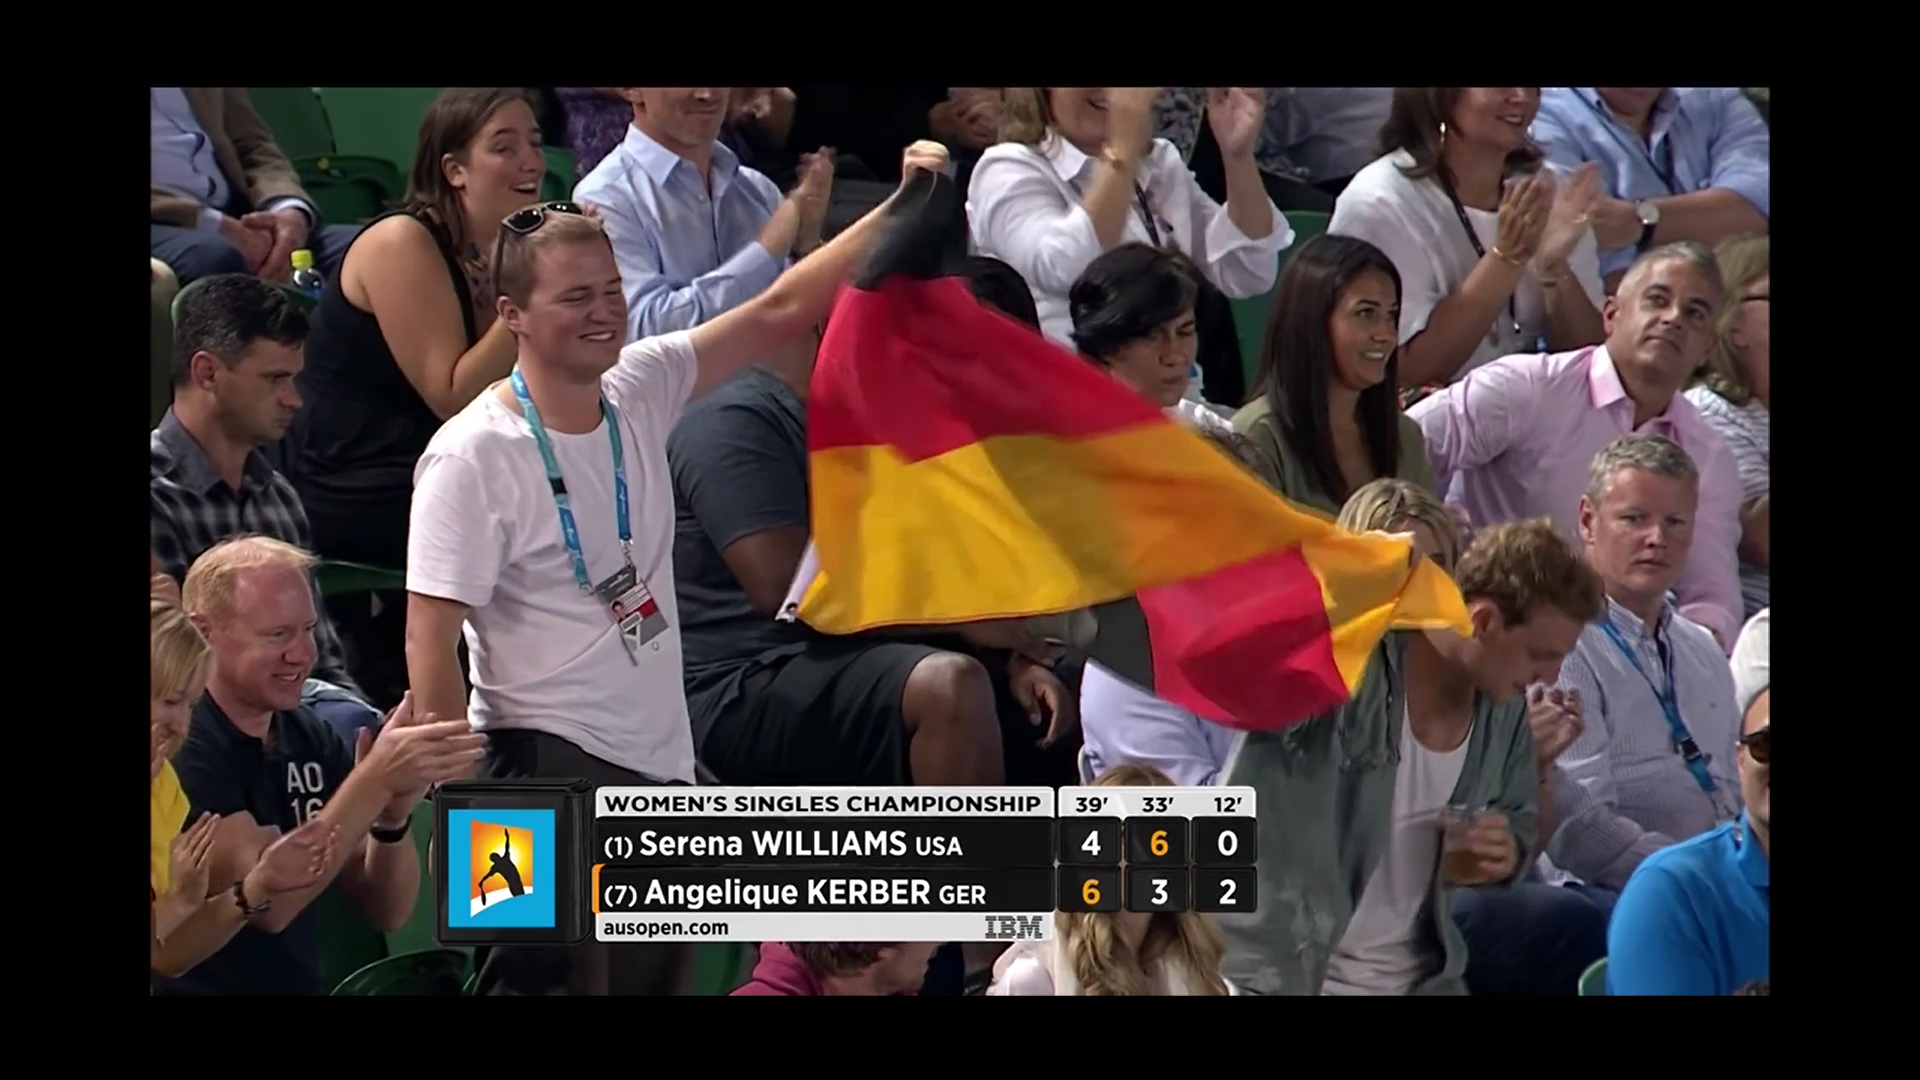 AO
16
WOMEN'S SINGLES CHAMPIONSHIP 39' 33' 12'
(1) Serena WILLIAMS USA 4 6 0
(7) Angelique KERBER GER 6 3 2
ausopen.com IBM